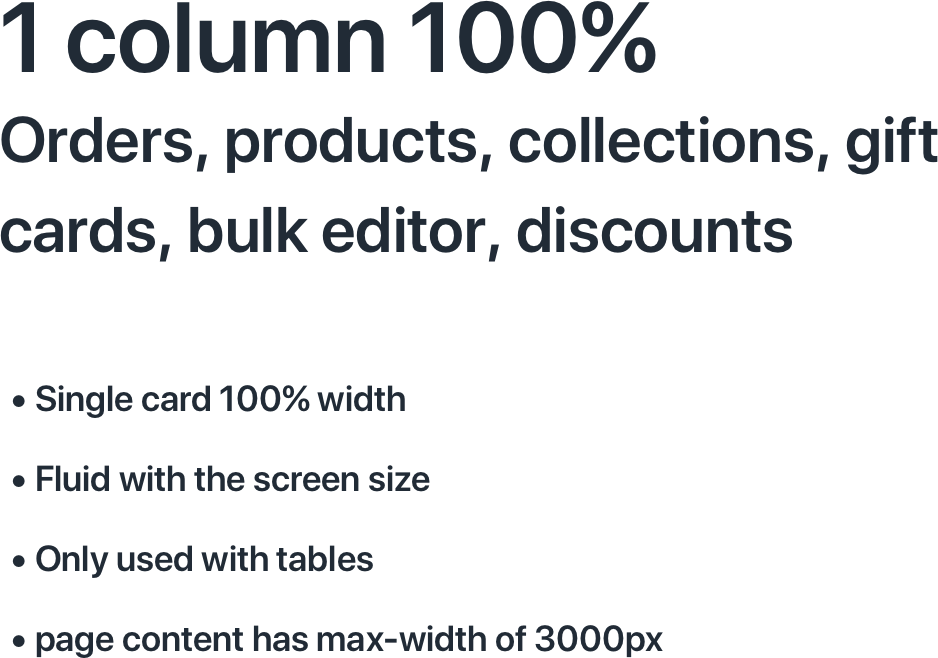 1 column 100%
Orders, products, collections, gift
cards, bulk editor, discounts
• Single card 100% width
• Fluid with the screen size
• Only used with tables
• page content has max-width of 3000px